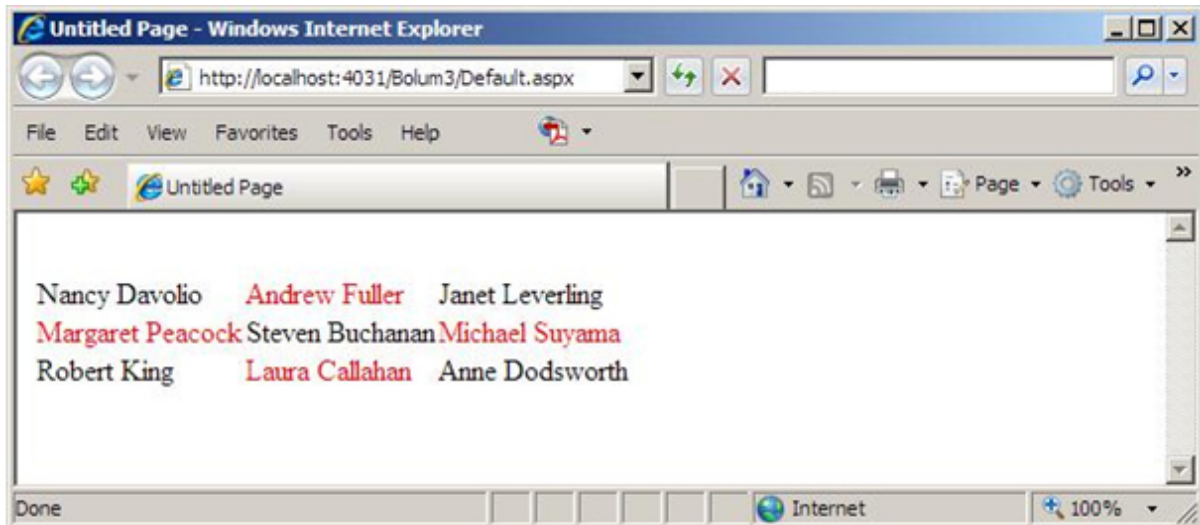 Untitled Page - Windows Internet Explorer
http://localhost:4031/Bolum3/Default.aspx
File Edit View Favorites Tools Help
Untitled Page
Page Tools »
Nancy Davolio Andrew Fuller Janet Leverling
Margaret Peacock Steven Buchanan Michael Suyama
Robert King Laura Callahan Anne Dodsworth
Done Internet 100%